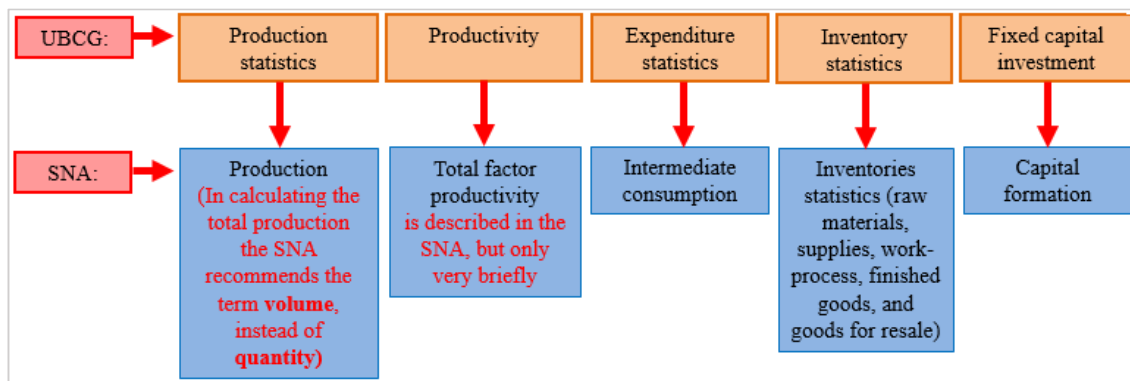 UBCG:
Production
statistics
Productivity
Expenditure
statistics
Inventory
statistics
Fixed capital
investment
SNA:
Production
(In calculating the
total production
the SNA
recommends the
term volume,
instead of
quantity)
Total factor
productivity
is described in the
SNA, but only
very briefly
Intermediate
consumption
Inventories
statistics (raw
materials,
supplies, work-
process, finished
goods, and
goods for resale)
Capital
formation